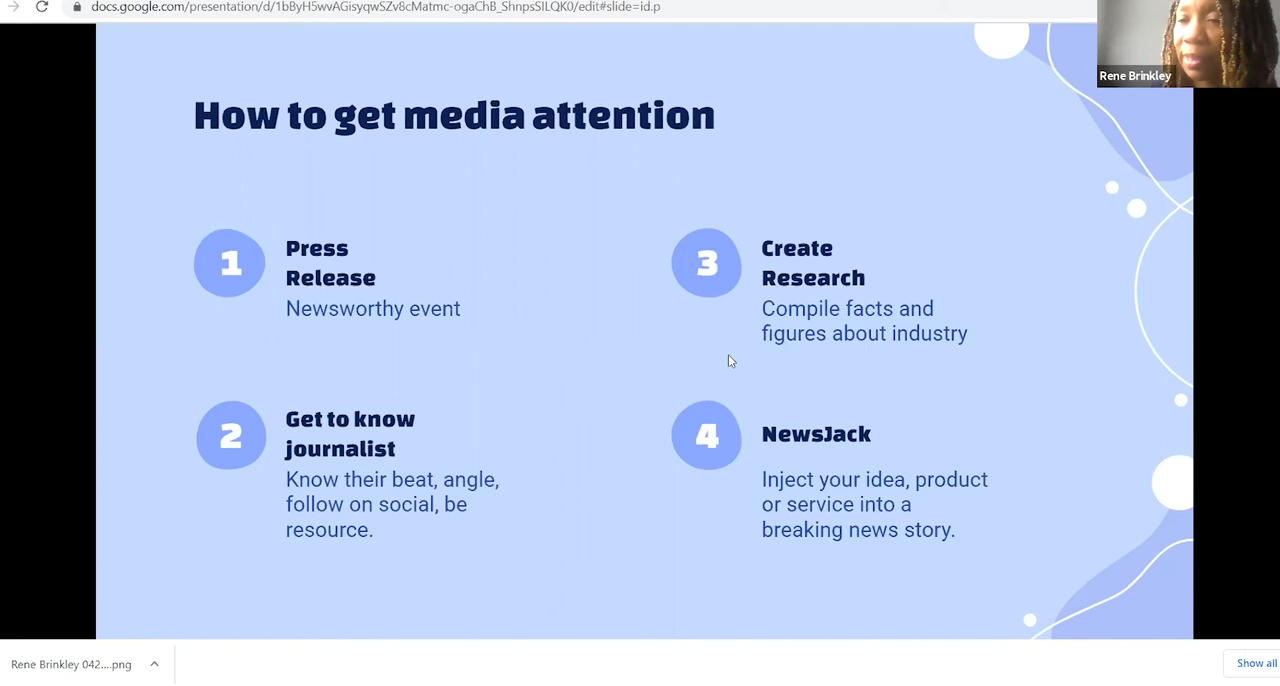 docs.google.com/presentation/d/1bByH5wvAGisyqwSZv8cMatmc-ogaChB_ShnpsSILQK0/edit#slide=id.p
Rene Brinkley
How to get media attention
1
Press
Release
Newsworthy event
2
Get to know
journalist
Know their beat, angle,
follow on social, be
resource.
3
Create
Research
Compile facts and
figures about industry
4
NewsJack
Inject your idea, product
or service into a
breaking news story.
Rene Brinkley 042....png
Show all